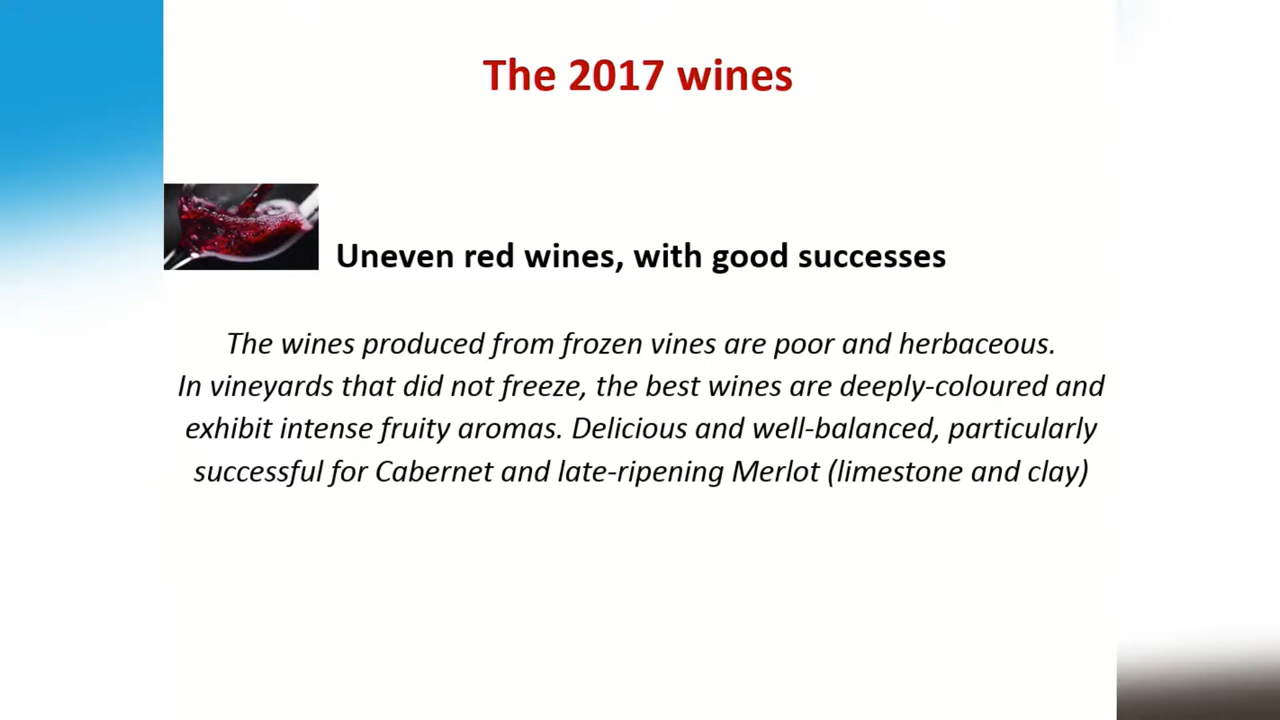 The 2017 wines
Uneven red wines, with good successes
The wines produced from frozen vines are poor and herbaceous.
In vineyards that did not freeze, the best wines are deeply-coloured and
exhibit intense fruity aromas. Delicious and well-balanced, particularly
successful for Cabernet and late-ripening Merlot (limestone and clay)